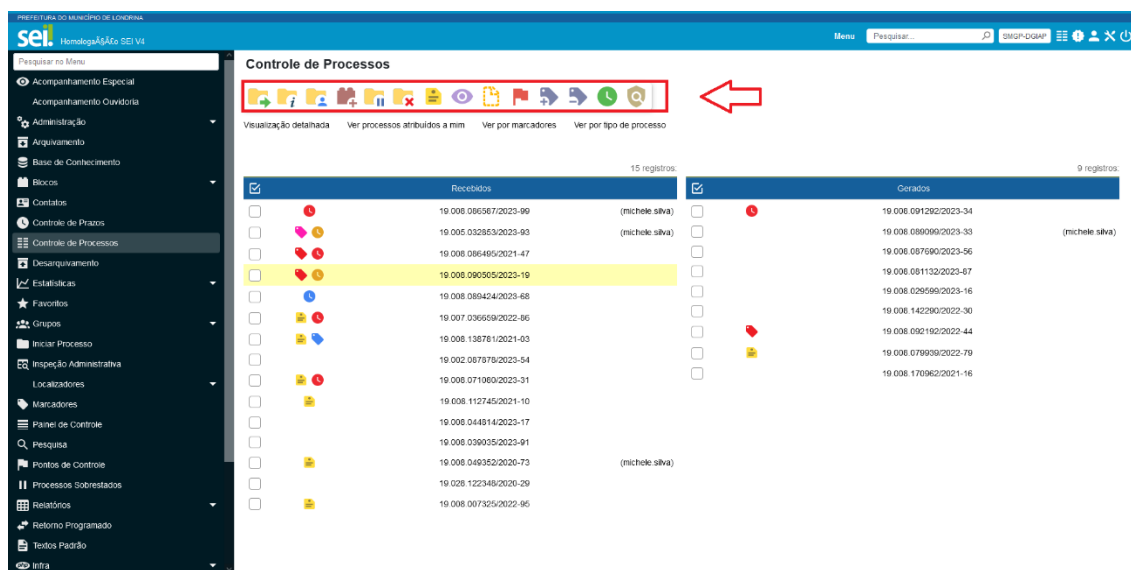 PREFEITURA DO MUNICÍPIO DE LONDRINA
sei! HomologaÃ§Ã£o SEI V4
Menu Pesquisar... SMGP-DGIAP
Pesquisar no Menu
Acompanhamento Especial
Acompanhamento Ouvidoria
Administração
Arquivamento
Base de Conhecimento
Blocos
Contatos
Controle de Prazos
Controle de Processos
Desarquivamento
Estatísticas
Favoritos
Grupos
Iniciar Processo
Inspeção Administrativa
Localizadores
Marcadores
Painel de Controle
Pesquisa
Pontos de Controle
Processos Sobrestados
Relatórios
Retorno Programado
Textos Padrão
php Infra
Controle de Processos
Visualização detalhada Ver processos atribuídos a mim Ver por marcadores Ver por tipo de processo
15 registros:
Recebidos
19.008.086567/2023-99 (michele.silva)
19.005.032853/2023-93 (michele.silva)
19.008.086495/2021-47
19.008.090505/2023-19
19.008.089424/2023-68
19.007.036659/2022-86
19.008.138781/2021-03
19.002.087878/2023-54
19.008.071060/2023-31
19.008.112745/2021-10
19.008.044814/2023-17
19.008.039035/2023-91
19.008.049352/2020-73 (michele.silva)
19.028.122348/2020-29
19.008.007325/2022-95
9 registros:
Gerados
19.008.091292/2023-34
19.008.089099/2023-33 (michele.silva)
19.008.087690/2023-56
19.008.081132/2023-87
19.008.029599/2023-16
19.008.142290/2022-30
19.008.092192/2022-44
19.008.079939/2022-79
19.008.170962/2021-16